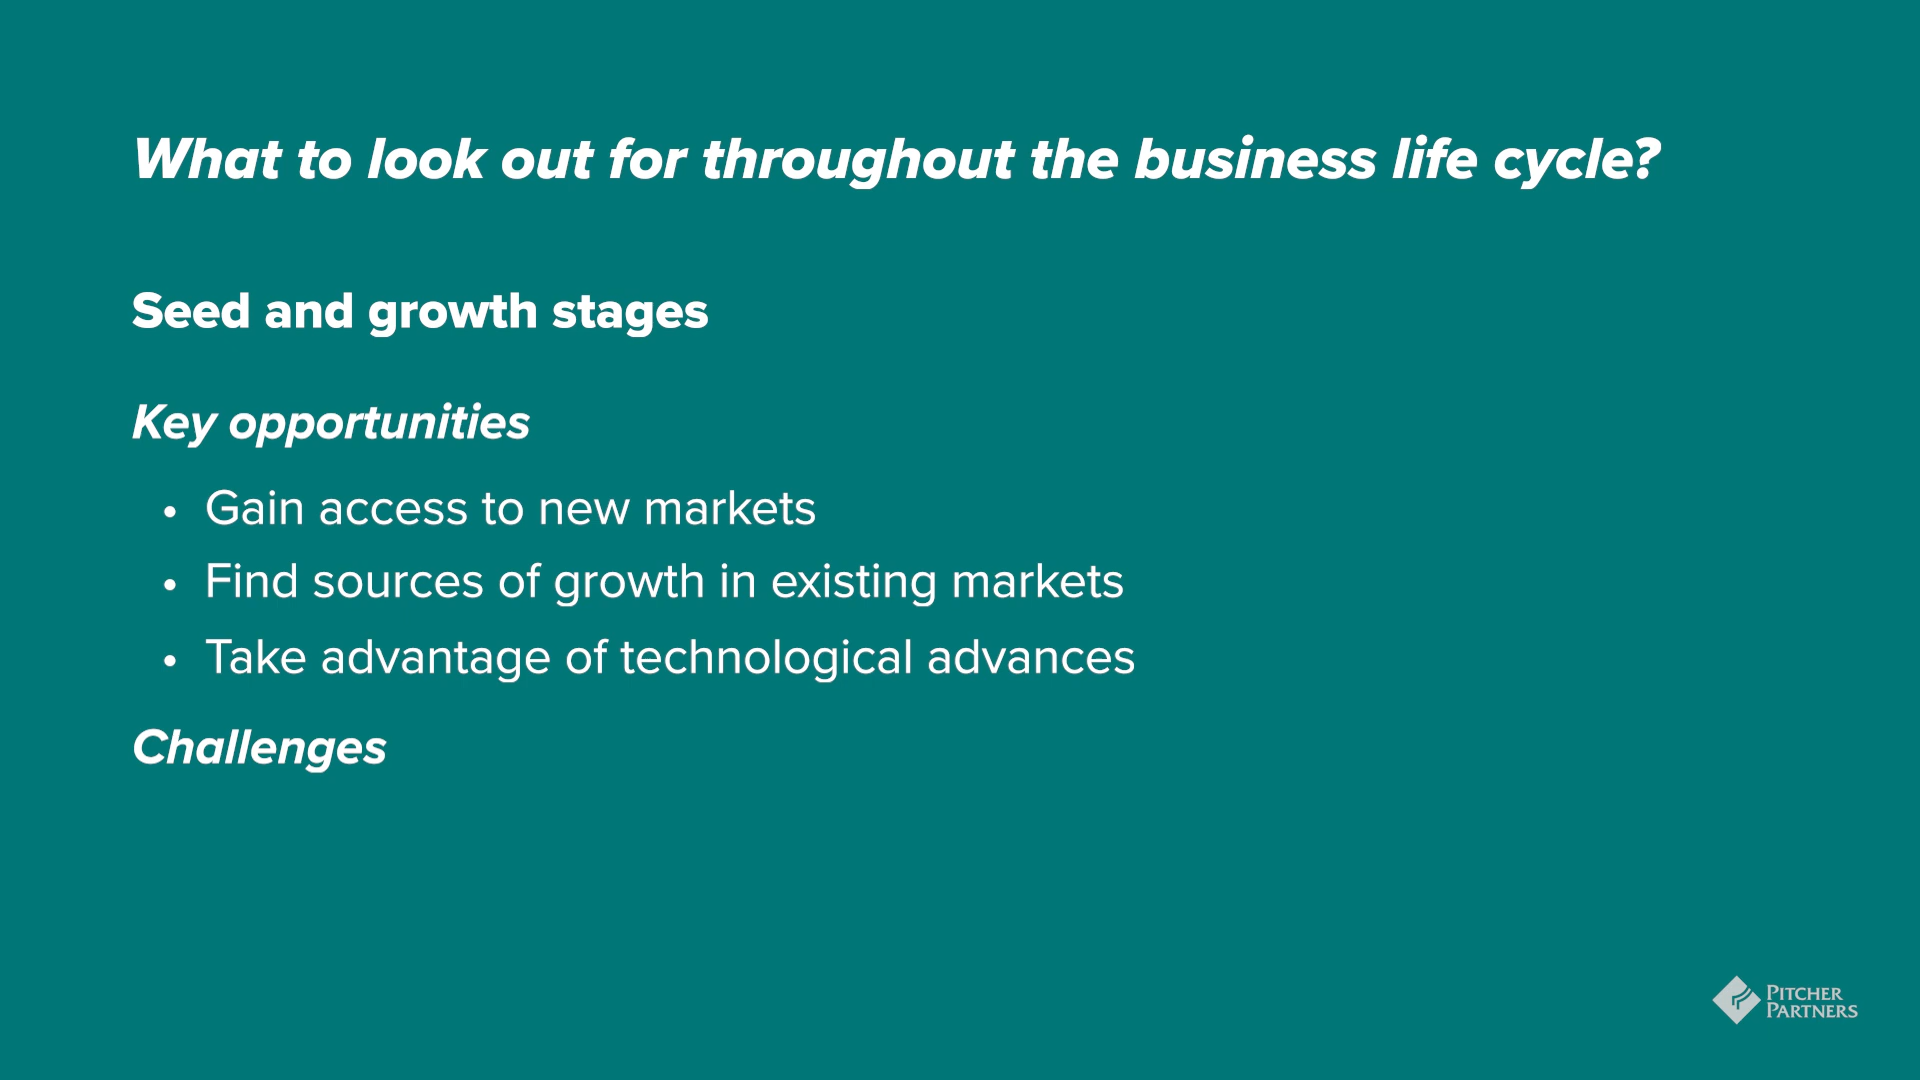 What to look out for throughout the business life cycle?
Seed and growth stages
Key opportunities
• Gain access to new markets
• Find sources of growth in existing markets
• Take advantage of technological advances
Challenges
PITCHER
PARTNERS